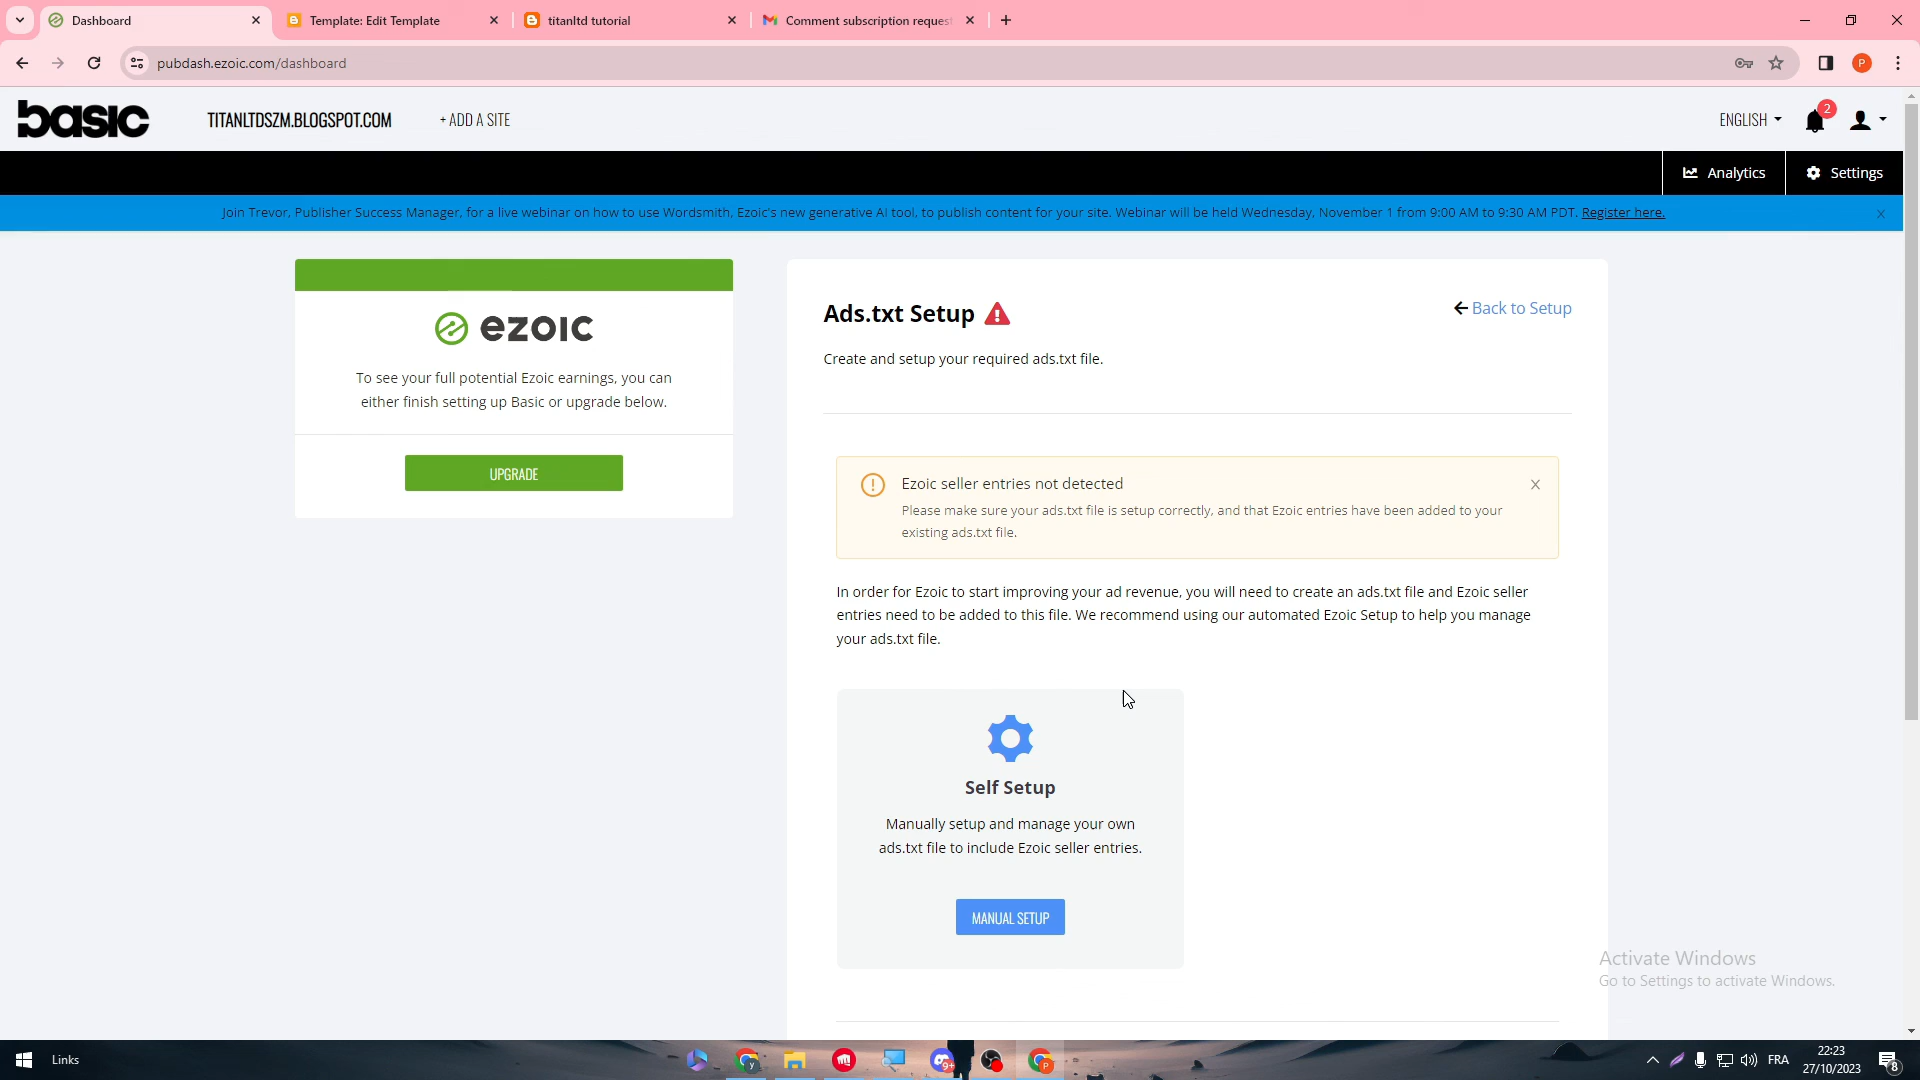 Dashboard
Template: Edit Template
titanltd tutorial
Comment subscription reques
pubdash.ezoic.com/dashboard
P
basic
TITANLTDSZM.BLOGSPOT.COM
+ ADD A SITE
ENGLISH
2
Analytics
Settings
Join Trevor, Publisher Success Manager, for a live webinar on how to use Wordsmith, Ezoic's new generative AI tool, to publish content for your site. Webinar will be held Wednesday, November 1 from 9:00 AM to 9:30 AM PDT. Register here.
ezoic
To see your full potential Ezoic earnings, you can
either finish setting up Basic or upgrade below.
UPGRADE
Ads.txt Setup
Back to Setup
Create and setup your required ads.txt file.
Ezoic seller entries not detected
Please make sure your ads.txt file is setup correctly, and that Ezoic entries have been added to your
existing ads.txt file.
In order for Ezoic to start improving your ad revenue, you will need to create an ads.txt file and Ezoic seller
entries need to be added to this file. We recommend using our automated Ezoic Setup to help you manage
your ads.txt file.
Self Setup
Manually setup and manage your own
ads.txt file to include Ezoic seller entries.
MANUAL SETUP
Activate Windows
Go to Settings to activate Windows.
Links
9+
FRA
22:23
27/10/2023
8